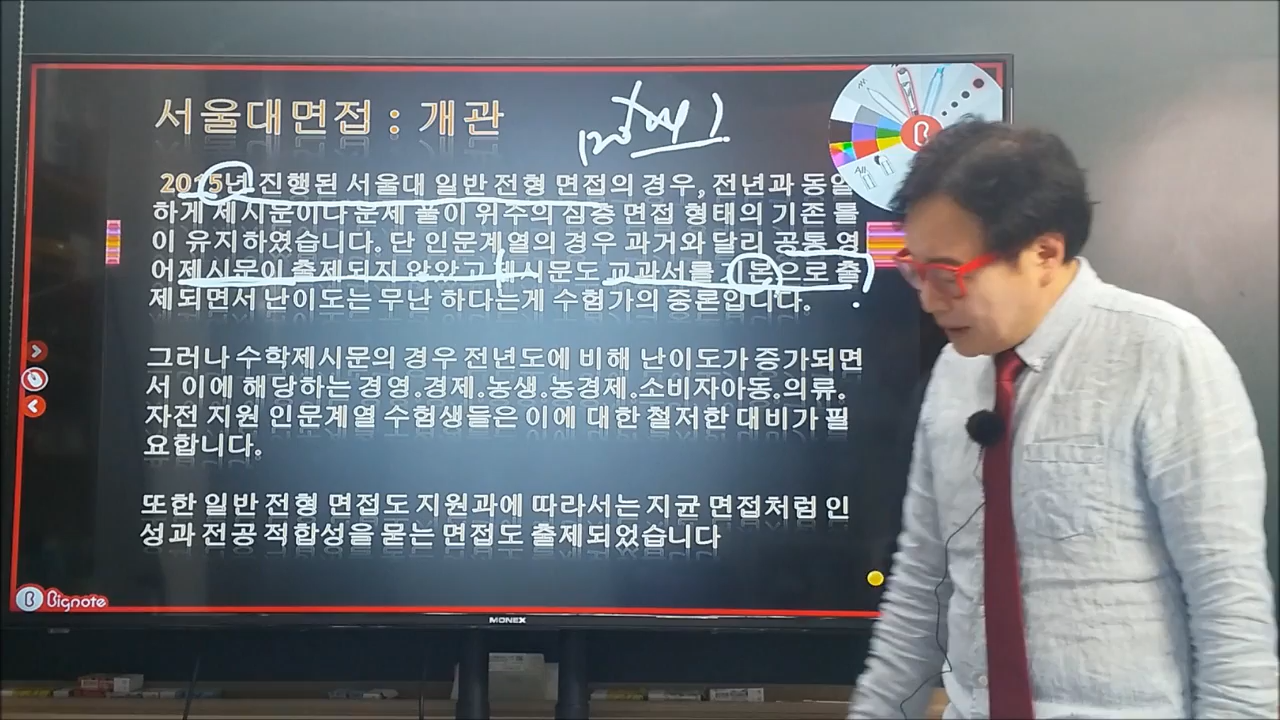 서울대면접 : 개관
2015년 진행된 서울대 일반 전형 면접의 경우, 전년과 동일
하게 제시문이나 문제 풀이 위주의 심층 면접 형태의 기존 틀
이 유지하였습니다. 단 인문계열의 경우 과거와 달리 공통 영
어제시문이 출제되지 않았고 제시문도 교과서를 기본으로 출
제되면서 난이도는 무난 하다는게 수험가의 중론입니다.
그러나 수학제시문의 경우 전년도에 비해 난이도가 증가되면
서 이에 해당하는 경영.경제.농생.농경제.소비자아동.의류.
자전 지원 인문계열 수험생들은 이에 대한 철저한 대비가 필
요합니다.
또한 일반 전형 면접도 지원과에 따라서는 지균 면접처럼 인
성과 전공 적합성을 묻는 면접도 출제되었습니다
All
B Bignote
MONEX